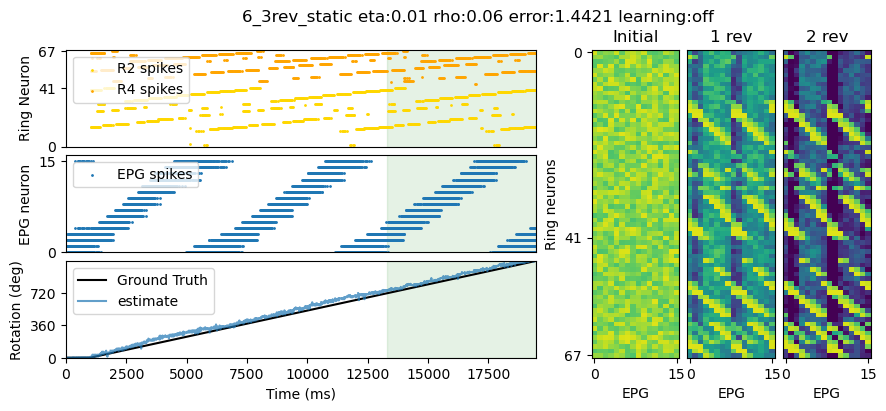 6_3rev_static eta:0.01 rho:0.06 error:1.4421 learning:off
Initial 1 rev 2 rev
Ring Neuron
67
41
0
R2 spikes
R4 spikes
EPG neuron
15
0
EPG spikes
Rotation (deg)
720
360
0
Ground Truth
estimate
0 2500 5000 7500 10000 12500 15000 17500
Time (ms)
Ring neurons
0
41
67
0 15 0 15 0 15
EPG EPG EPG